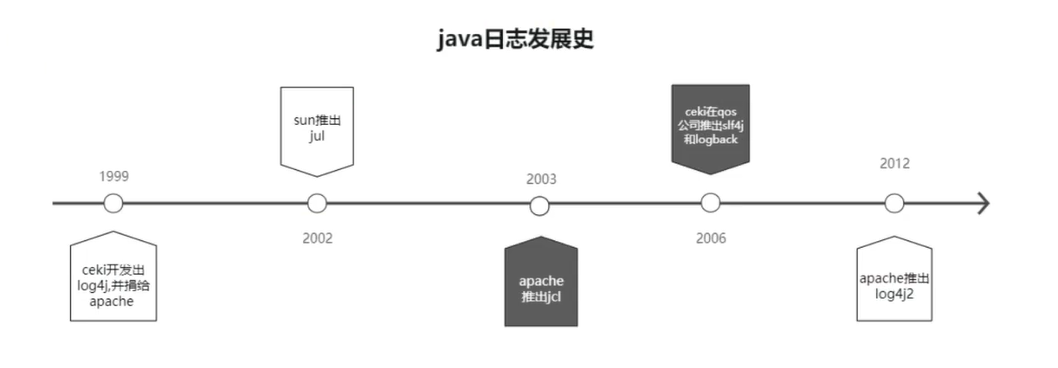 java日志发展史
1999
ceki开发出
log4j,并捐给
apache
sun推出
jul
2002
2003
apache
推出jcl
ceki在qos
公司推出slf4j
和logback
2006
2012
apache推出
log4j2